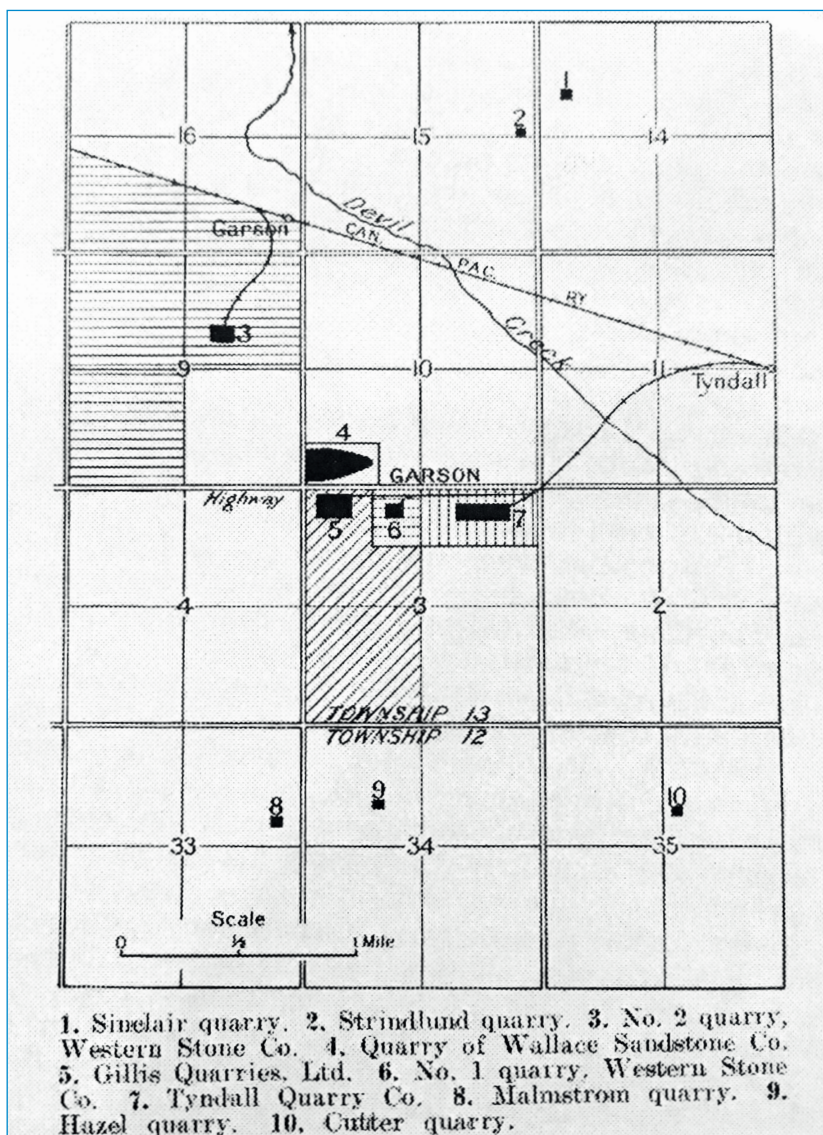 1
2
16
15
14
Devil
Garson
CAN.
PAC.
RY
Creek
3
9
10
11
Tyndall
4
GARSON
Highway
5
6
7
4
3
2
TOWNSHIP 13
TOWNSHIP 12
8
9
10
33
34
35
Scale
0 ½ 1 Mile
1. Sinclair quarry. 2. Strindlund quarry. 3. No. 2 quarry,
Western Stone Co. 4. Quarry of Wallace Sandstone Co.
5. Gillis Quarries, Ltd. 6. No. 1 quarry, Western Stone
Co. 7. Tyndall Quarry Co. 8. Malmstrom quarry. 9.
Hazel quarry. 10. Cutter quarry.